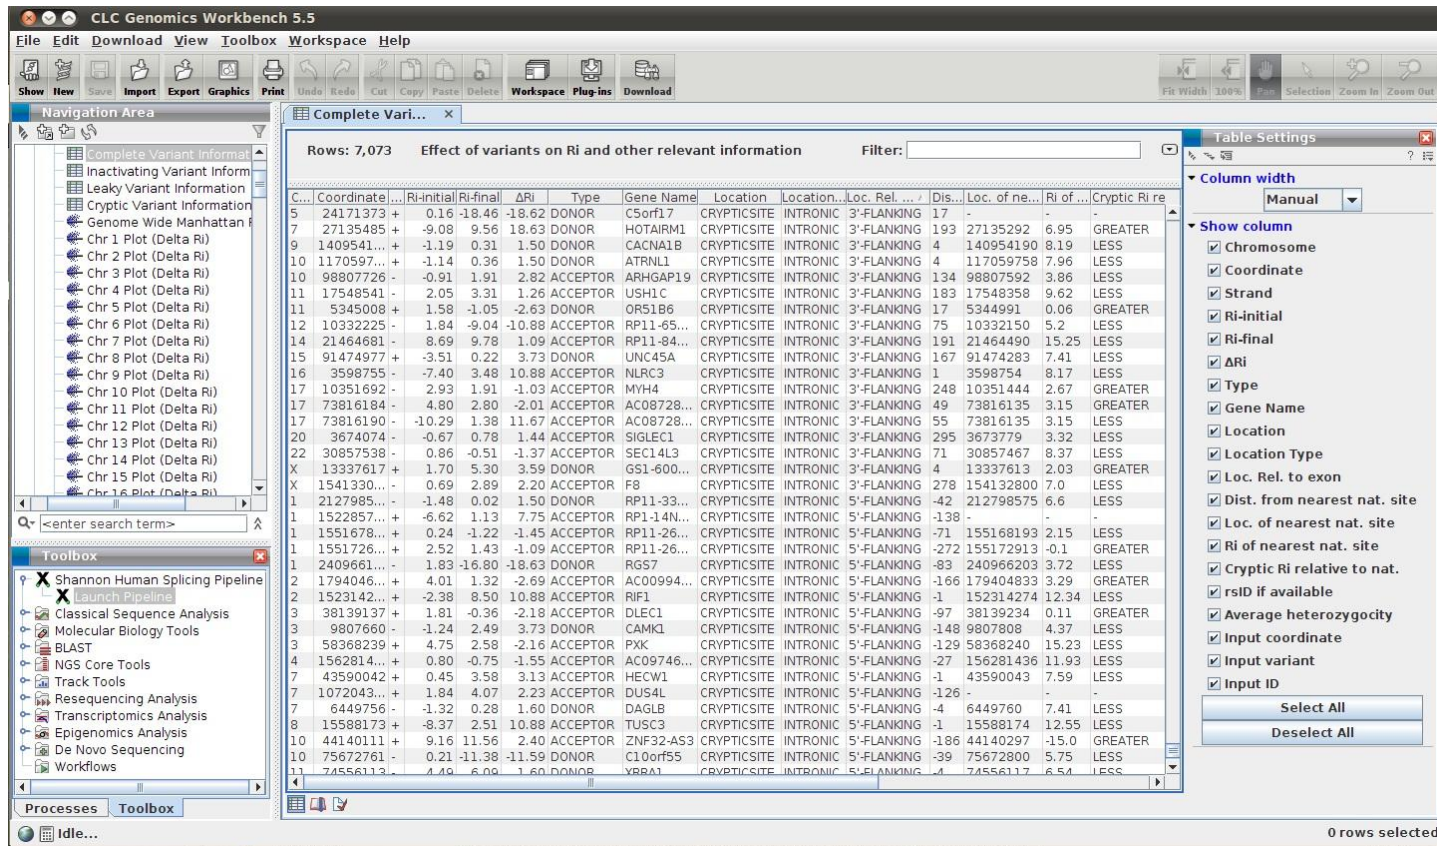 CLC Genomics Workbench 5.5
File Edit Download View Toolbox Workspace Help
Show New Save Import Export Graphics Print Undo Redo Cut Copy Paste Delete Workspace Plug-ins Download Fit Width 100% Pan Selection Zoom In Zoom Out
Navigation Area
Complete Variant Informat
Inactivating Variant Inform
Leaky Variant Information
Cryptic Variant Information
Genome Wide Manhattan
Chr 1 Plot (Delta Ri)
Chr 2 Plot (Delta Ri)
Chr 3 Plot (Delta Ri)
Chr 4 Plot (Delta Ri)
Chr 5 Plot (Delta Ri)
Chr 6 Plot (Delta Ri)
Chr 7 Plot (Delta Ri)
Chr 8 Plot (Delta Ri)
Chr 9 Plot (Delta Ri)
Chr 10 Plot (Delta Ri)
Chr 11 Plot (Delta Ri)
Chr 12 Plot (Delta Ri)
Chr 13 Plot (Delta Ri)
Chr 14 Plot (Delta Ri)
Chr 15 Plot (Delta Ri)
Chr 16 Plot (Delta Ri)
<enter search term>
Toolbox
Shannon Human Splicing Pipeline
Launch Pipeline
Classical Sequence Analysis
Molecular Biology Tools
BLAST
NGS Core Tools
Track Tools
Resequencing Analysis
Transcriptomics Analysis
Epigenomics Analysis
De Novo Sequencing
Workflows
Processes Toolbox
Idle...
Complete Vari... ×
Rows: 7,073 Effect of variants on Ri and other relevant information Filter:
C... Coordinate ... Ri-initial Ri-final ΔRi Type Gene Name Location Location... Loc. Rel. ... Dis... Loc. of ne... Ri of ... Cryptic Ri re
5 24171373 + 0.16 -18.46 -18.62 DONOR C5orf17 CRYPTICSITE INTRONIC 3'-FLANKING 17 - - -
7 27135485 + -9.08 9.56 18.63 DONOR HOTAIRM1 CRYPTICSITE INTRONIC 3'-FLANKING 193 27135292 6.95 GREATER
9 1409541... + -1.19 0.31 1.50 DONOR CACNA1B CRYPTICSITE INTRONIC 3'-FLANKING 4 140954190 8.19 LESS
10 1170597... + -1.14 0.36 1.50 DONOR ATRNL1 CRYPTICSITE INTRONIC 3'-FLANKING 4 117059758 7.96 LESS
10 98807726 - -0.91 1.91 2.82 ACCEPTOR ARHGAP19 CRYPTICSITE INTRONIC 3'-FLANKING 134 98807592 3.86 LESS
11 17548541 - 2.05 3.31 1.26 ACCEPTOR USH1C CRYPTICSITE INTRONIC 3'-FLANKING 183 17548358 9.62 LESS
11 5345008 + 1.58 -1.05 -2.63 DONOR OR51B6 CRYPTICSITE INTRONIC 3'-FLANKING 17 5344991 0.06 GREATER
12 10332225 - 1.84 -9.04 -10.88 ACCEPTOR RP11-65... CRYPTICSITE INTRONIC 3'-FLANKING 75 10332150 5.2 LESS
14 21464681 - 8.69 9.78 1.09 ACCEPTOR RP11-84... CRYPTICSITE INTRONIC 3'-FLANKING 191 21464490 15.25 LESS
15 91474977 + -3.51 0.22 3.73 DONOR UNC45A CRYPTICSITE INTRONIC 3'-FLANKING 167 91474283 7.41 LESS
16 3598755 - -7.40 3.48 10.88 ACCEPTOR NLRC3 CRYPTICSITE INTRONIC 3'-FLANKING 1 3598754 8.17 LESS
17 10351692 - 2.93 1.91 -1.03 ACCEPTOR MYH4 CRYPTICSITE INTRONIC 3'-FLANKING 248 10351444 2.67 GREATER
17 73816184 - 4.80 2.80 -2.01 ACCEPTOR AC08728... CRYPTICSITE INTRONIC 3'-FLANKING 49 73816135 3.15 GREATER
17 73816190 - -10.29 1.38 11.67 ACCEPTOR AC08728... CRYPTICSITE INTRONIC 3'-FLANKING 55 73816135 3.15 LESS
20 3674074 - -0.67 0.78 1.44 ACCEPTOR SIGLEC1 CRYPTICSITE INTRONIC 3'-FLANKING 295 3673779 3.32 LESS
22 30857538 - 0.86 -0.51 -1.37 ACCEPTOR SEC14L3 CRYPTICSITE INTRONIC 3'-FLANKING 71 30857467 8.37 LESS
X 13337617 + 1.70 5.30 3.59 DONOR GS1-600... CRYPTICSITE INTRONIC 3'-FLANKING 4 13337613 2.03 GREATER
X 1541330... - 0.69 2.89 2.20 ACCEPTOR F8 CRYPTICSITE INTRONIC 3'-FLANKING 278 154132800 7.0 LESS
1 2127985... + -1.48 0.02 1.50 DONOR RP11-33... CRYPTICSITE INTRONIC 5'-FLANKING -42 212798575 6.6 LESS
1 1522857... + -6.62 1.13 7.75 ACCEPTOR RP1-14N... CRYPTICSITE INTRONIC 5'-FLANKING -138 - - -
1 1551678... + 0.24 -1.22 -1.45 ACCEPTOR RP11-26... CRYPTICSITE INTRONIC 5'-FLANKING -71 155168193 2.15 LESS
1 1551726... + 2.52 1.43 -1.09 ACCEPTOR RP11-26... CRYPTICSITE INTRONIC 5'-FLANKING -272 155172913 -0.1 GREATER
1 2409661... - 1.83 -16.80 -18.63 DONOR RGS7 CRYPTICSITE INTRONIC 5'-FLANKING -83 240966203 3.72 LESS
2 1794046... + 4.01 1.32 -2.69 ACCEPTOR AC00994... CRYPTICSITE INTRONIC 5'-FLANKING -166 179404833 3.29 GREATER
2 1523142... + -2.38 8.50 10.88 ACCEPTOR RIF1 CRYPTICSITE INTRONIC 5'-FLANKING -1 152314274 12.34 LESS
3 38139137 + 1.81 -0.36 -2.18 ACCEPTOR DLEC1 CRYPTICSITE INTRONIC 5'-FLANKING -97 38139234 0.11 GREATER
3 9807660 - -1.24 2.49 3.73 DONOR CAMK1 CRYPTICSITE INTRONIC 5'-FLANKING -148 9807808 4.37 LESS
3 58368239 + 4.75 2.58 -2.16 ACCEPTOR PXK CRYPTICSITE INTRONIC 5'-FLANKING -129 58368240 15.23 LESS
4 1562814... + 0.80 -0.75 -1.55 ACCEPTOR AC09746... CRYPTICSITE INTRONIC 5'-FLANKING -27 156281436 11.93 LESS
7 43590042 + 0.45 3.58 3.13 ACCEPTOR HECW1 CRYPTICSITE INTRONIC 5'-FLANKING -1 43590043 7.59 LESS
7 1072043... + 1.84 4.07 2.23 ACCEPTOR DUS4L CRYPTICSITE INTRONIC 5'-FLANKING -126 - - -
7 6449756 - -1.32 0.28 1.60 DONOR DAGLB CRYPTICSITE INTRONIC 5'-FLANKING -4 6449760 7.41 LESS
8 15588173 + -8.37 2.51 10.88 ACCEPTOR TUSC3 CRYPTICSITE INTRONIC 5'-FLANKING -1 15588174 12.55 LESS
10 44140111 + 9.16 11.56 2.40 ACCEPTOR ZNF32-AS3 CRYPTICSITE INTRONIC 5'-FLANKING -186 44140297 -15.0 GREATER
10 75672761 - 0.21 -11.38 -11.59 DONOR C10orf55 CRYPTICSITE INTRONIC 5'-FLANKING -39 75672800 5.75 LESS
11 74556113 - 4.49 6.09 1.60 DONOR XRRA1 CRYPTICSITE INTRONIC 5'-FLANKING -4 74556117 6.54 LESS
Table Settings
Column width
Manual
Show column
Chromosome
Coordinate
Strand
Ri-initial
Ri-final
ΔRi
Type
Gene Name
Location
Location Type
Loc. Rel. to exon
Dist. from nearest nat. site
Loc. of nearest nat. site
Ri of nearest nat. site
Cryptic Ri relative to nat.
rsID if available
Average heterozygocity
Input coordinate
Input variant
Input ID
Select All
Deselect All
0 rows selected